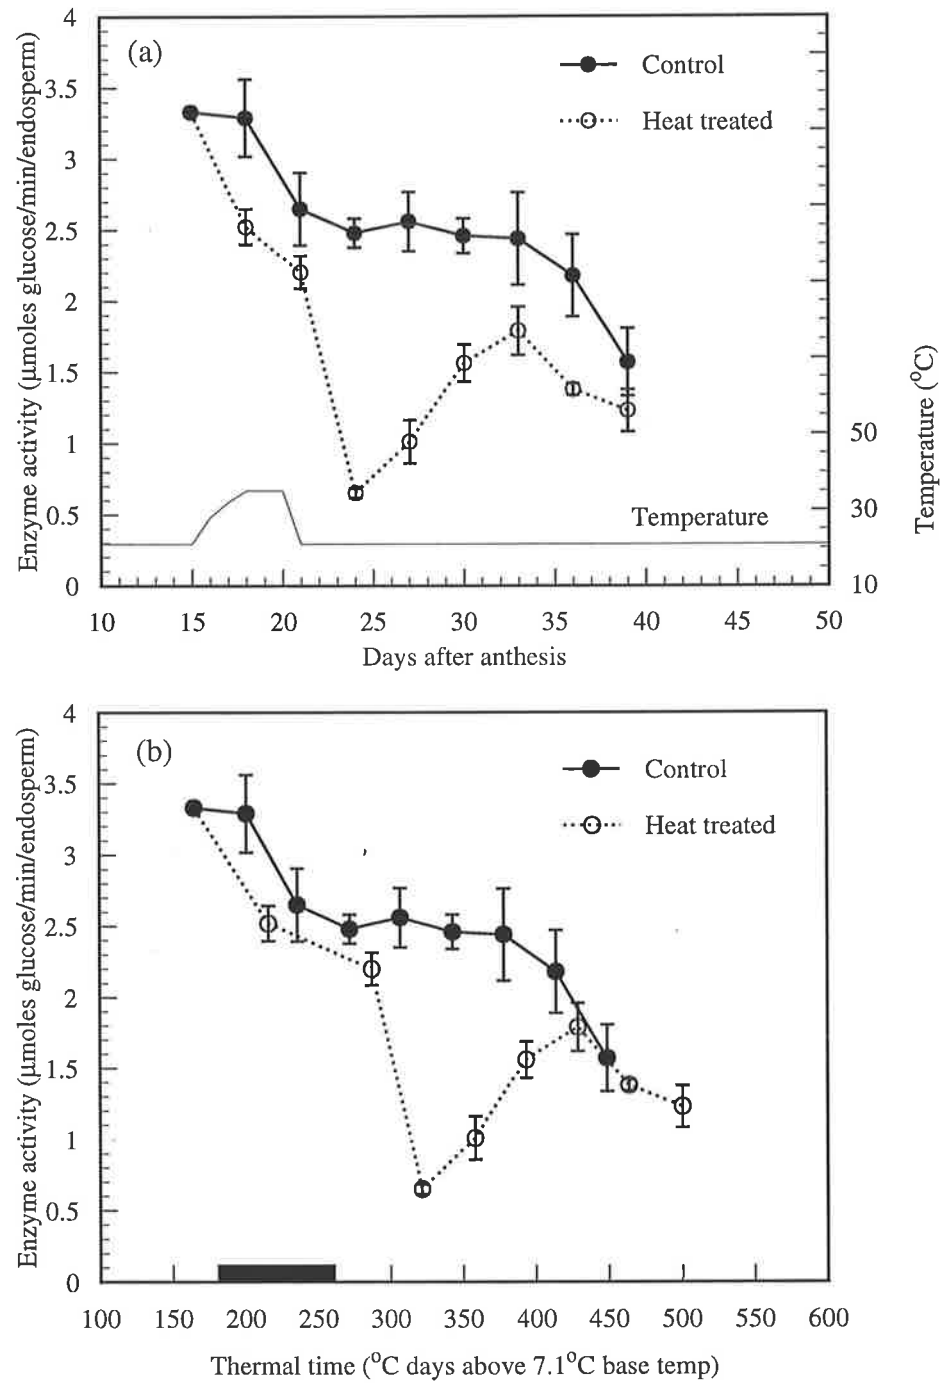 (a)
Control
Heat treated
4
3.5
3
2.5
2
1.5
1
0.5
0
Enzyme activity (μmoles glucose/min/endosperm)
50
30
10
Temperature (°C)
Temperature
10 15 20 25 30 35 40 45 50
Days after anthesis
(b)
Control
Heat treated
4
3.5
3
2.5
2
1.5
1
0.5
0
Enzyme activity (μmoles glucose/min/endosperm)
100 150 200 250 300 350 400 450 500 550 600
Thermal time (°C days above 7.1°C base temp)